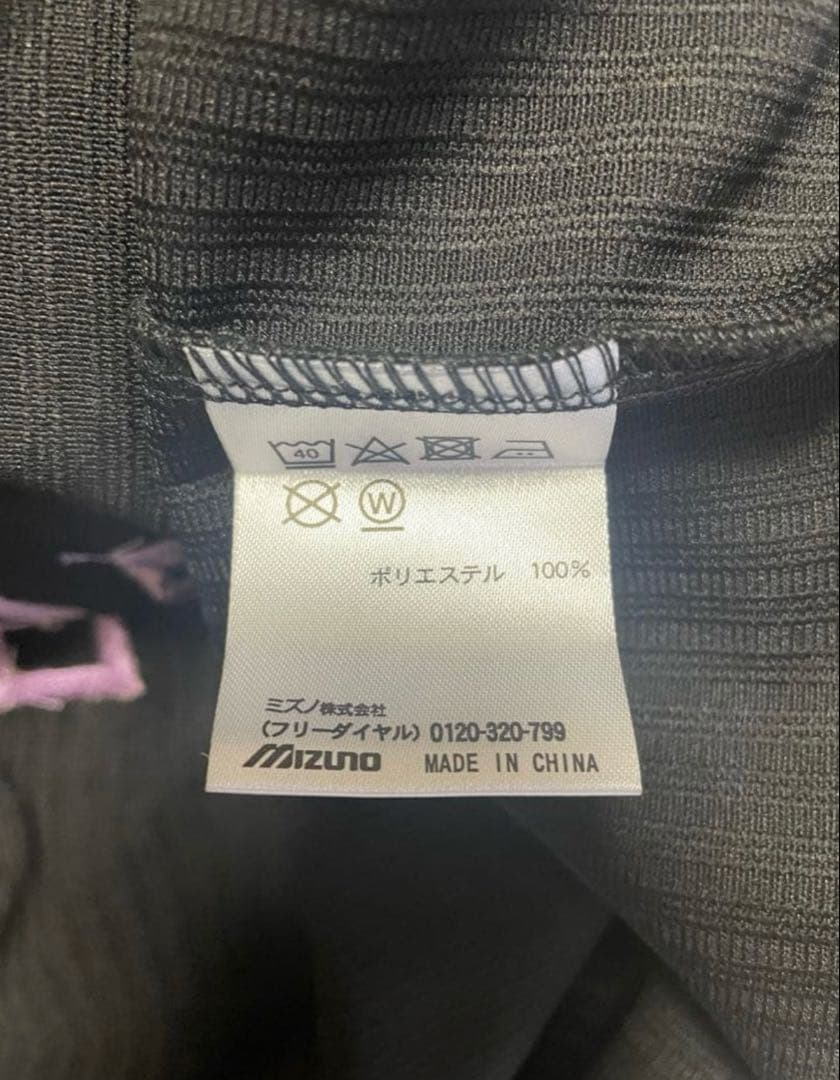 40
W
ポリエステル 100%
ミズノ株式会社
(フリーダイヤル) 0120-320-799
MIZUNO MADE IN CHINA